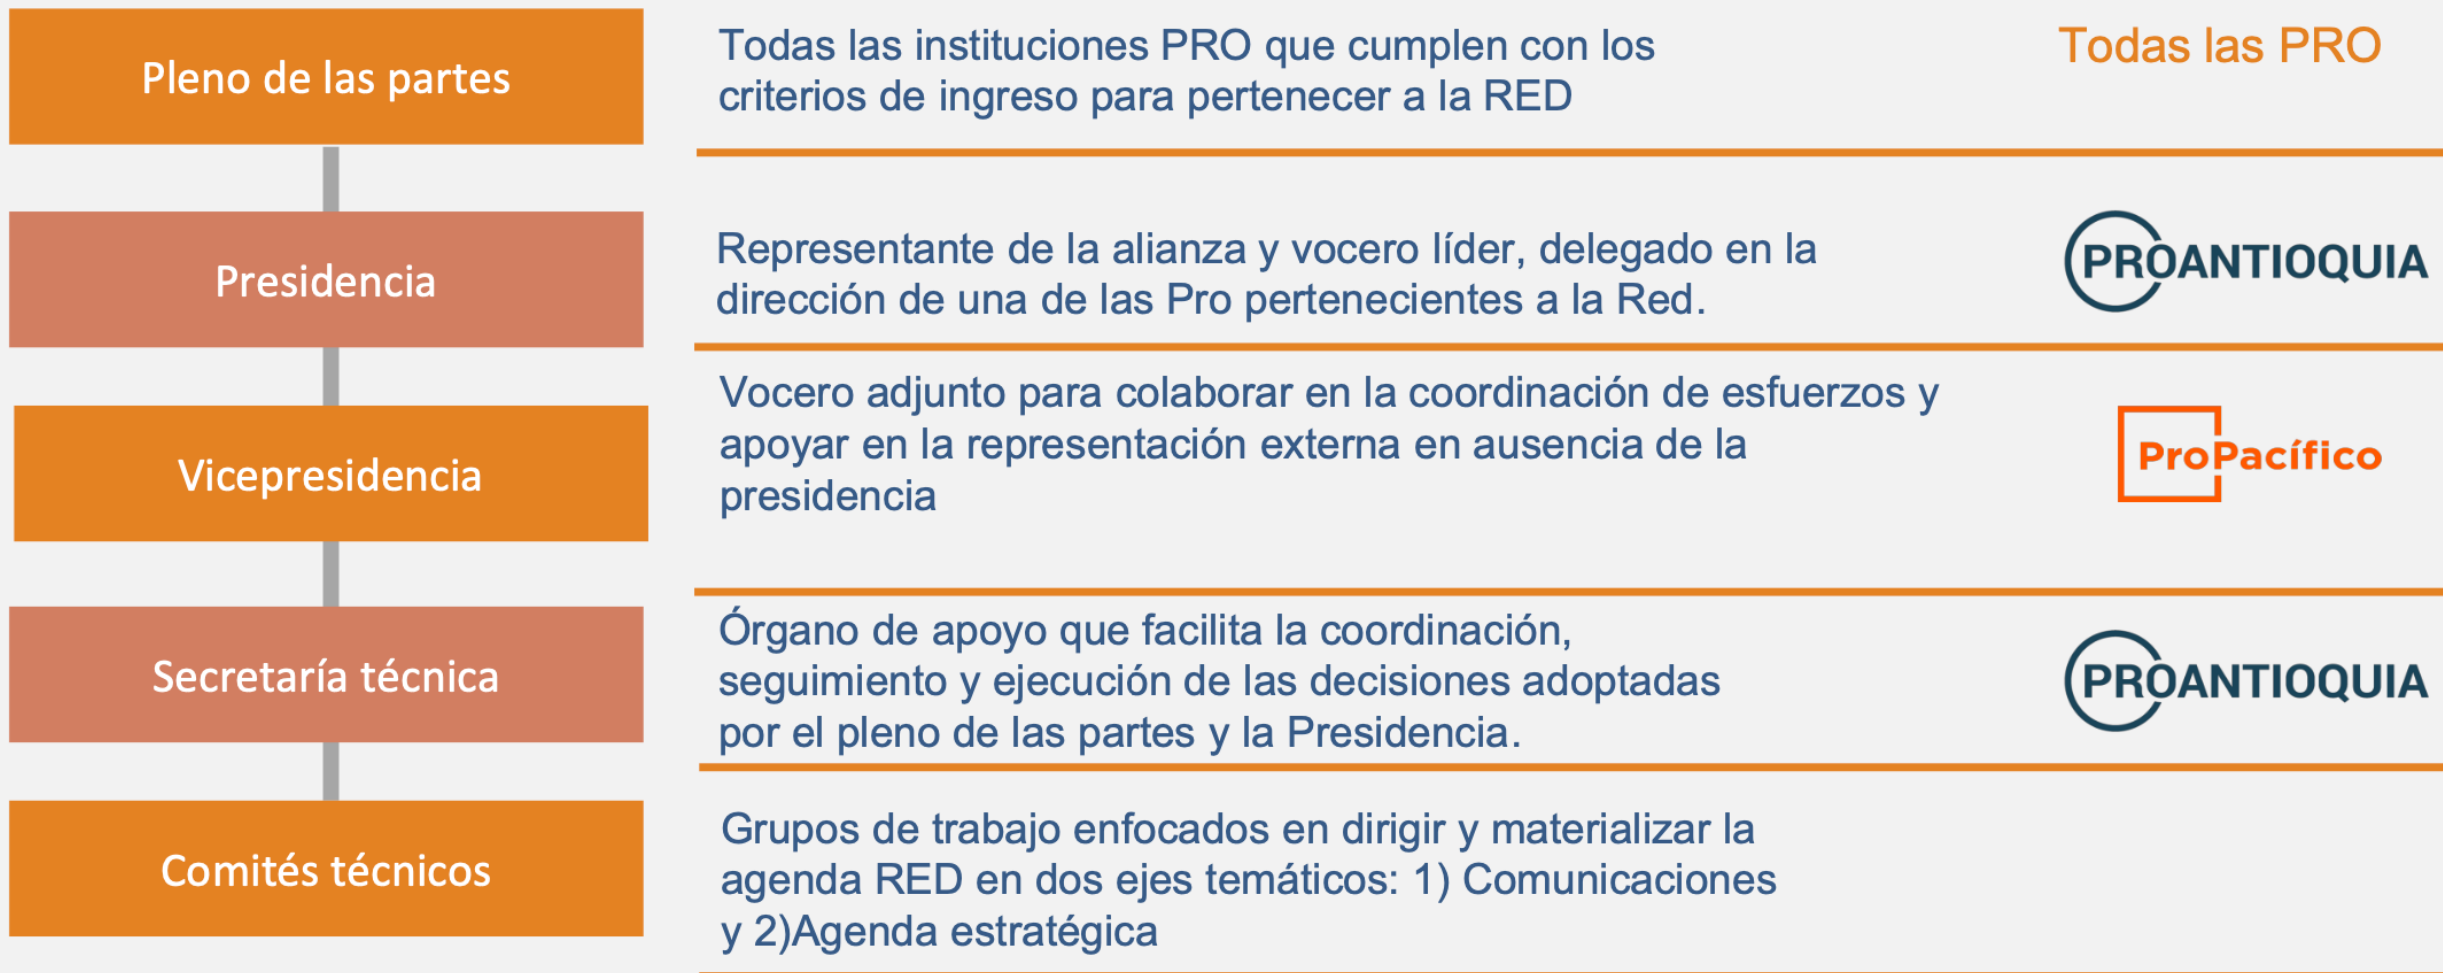 Pleno de las partes
Todas las instituciones PRO que cumplen con los
criterios de ingreso para pertenecer a la RED
Todas las PRO
Presidencia
Representante de la alianza y vocero líder, delegado en la
dirección de una de las Pro pertenecientes a la Red.
PROANTIOQUIA
Vicepresidencia
Vocero adjunto para colaborar en la coordinación de esfuerzos y
apoyar en la representación externa en ausencia de la
presidencia
ProPacífico
Secretaría técnica
Órgano de apoyo que facilita la coordinación,
seguimiento y ejecución de las decisiones adoptadas
por el pleno de las partes y la Presidencia.
PROANTIOQUIA
Comités técnicos
Grupos de trabajo enfocados en dirigir y materializar la
agenda RED en dos ejes temáticos: 1) Comunicaciones
y 2)Agenda estratégica